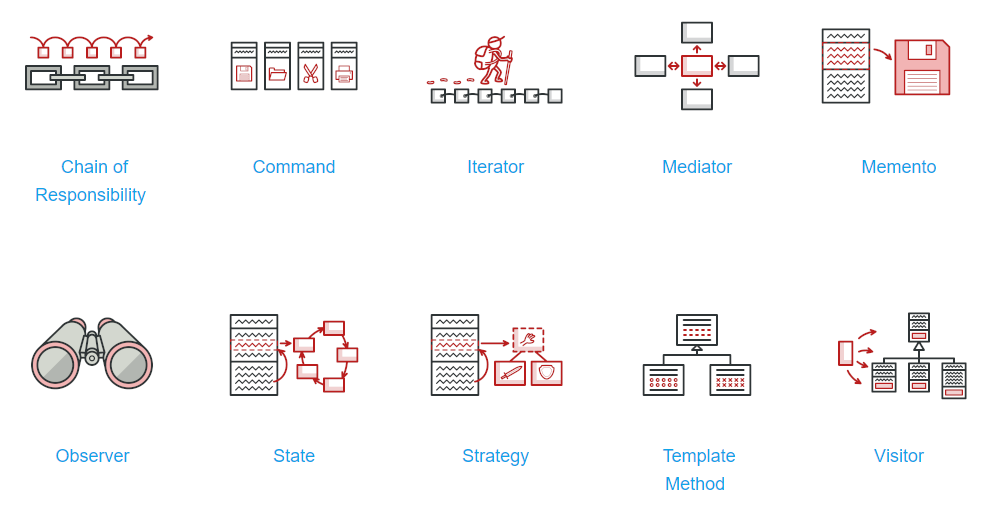 Chain of
Responsibility
Command
Iterator
Mediator
Memento
Observer
State
Strategy
Template
Method
Visitor